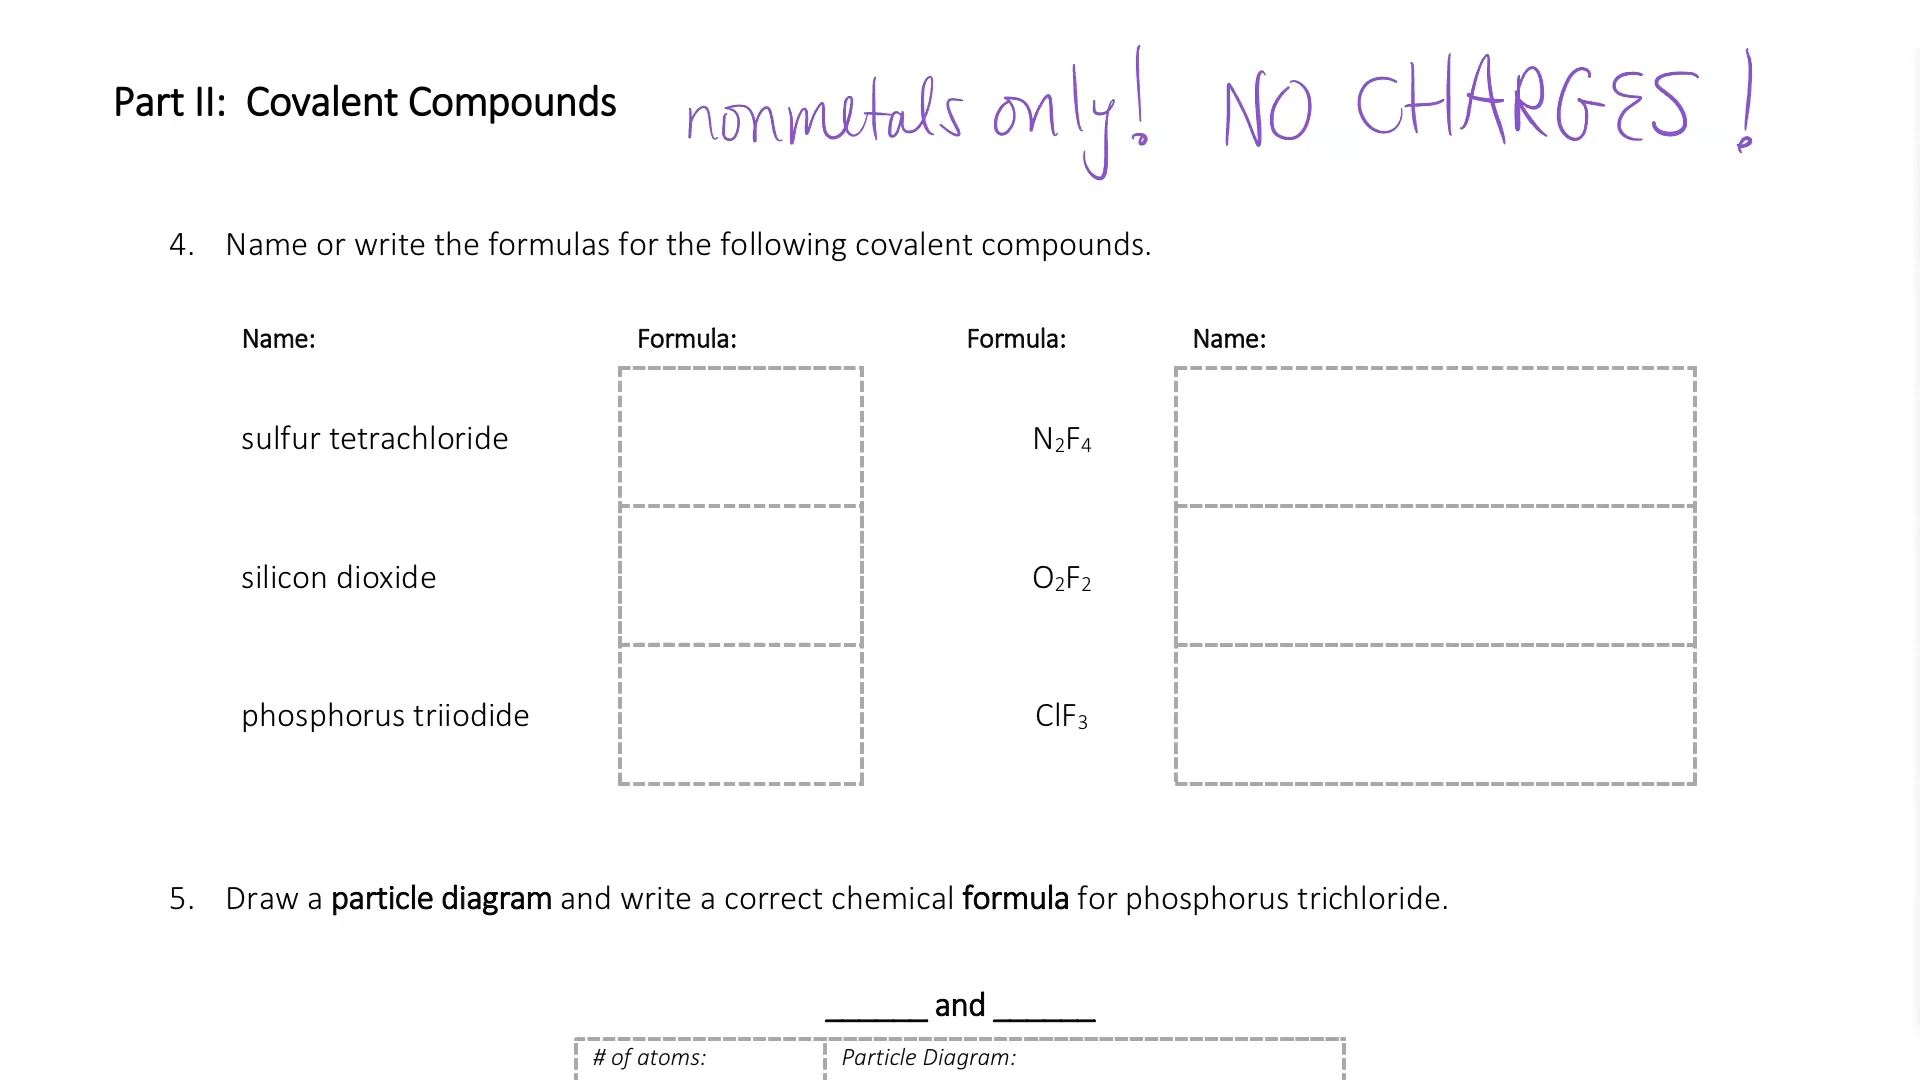 Part II: Covalent Compounds nonmetals only! NO CHARGES!
4. Name or write the formulas for the following covalent compounds.
Name: Formula: Formula: Name:
sulfur tetrachloride N₂F₄
silicon dioxide O₂F₂
phosphorus triiodide ClF₃
5. Draw a particle diagram and write a correct chemical formula for phosphorus trichloride.
______ and ______
# of atoms: Particle Diagram: